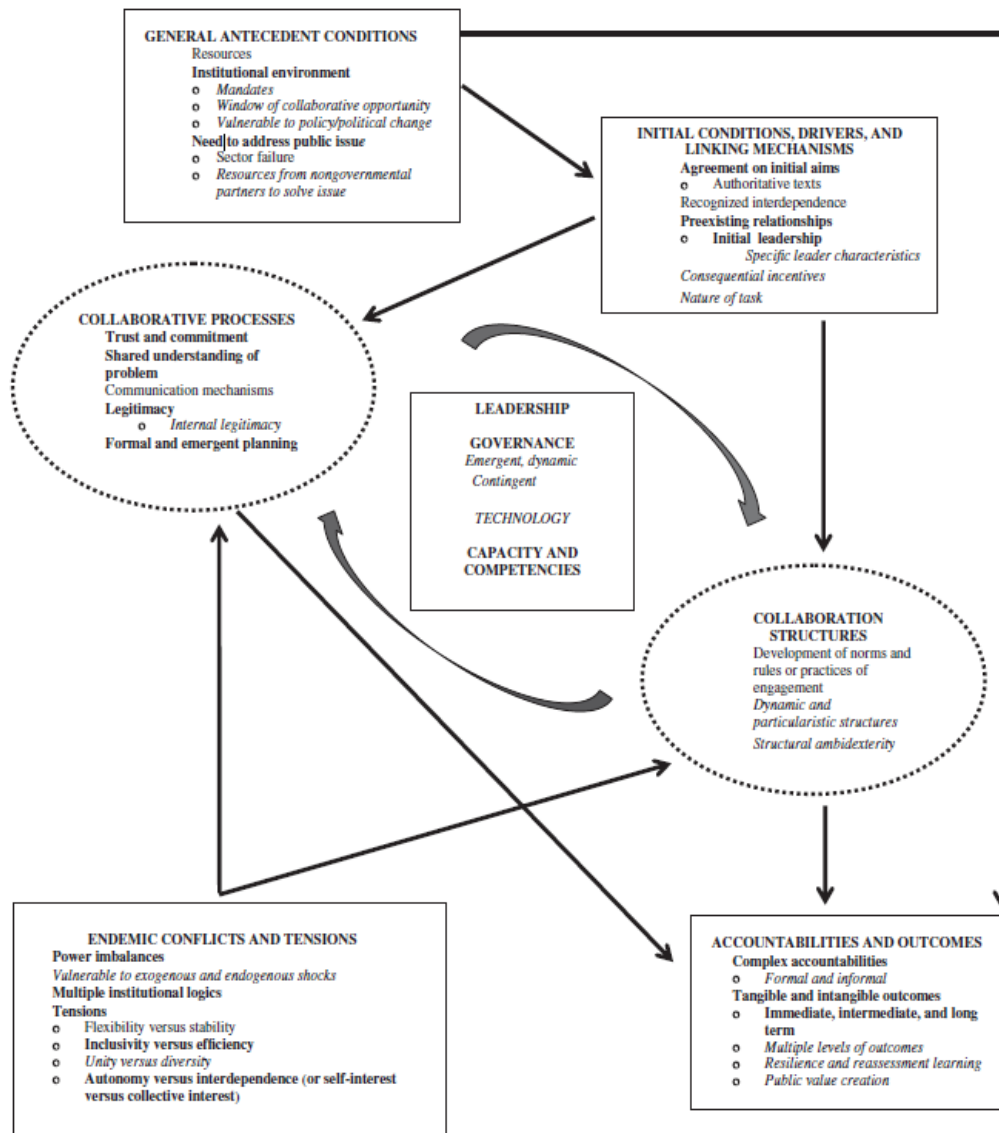 GENERAL ANTECEDENT CONDITIONS
Resources
Institutional environment
o Mandates
o Window of collaborative opportunity
o Vulnerable to policy/political change
Need to address public issue
o Sector failure
o Resources from nongovernmental
partners to solve issue
INITIAL CONDITIONS, DRIVERS, AND
LINKING MECHANISMS
Agreement on initial aims
o Authoritative texts
Recognized interdependence
Preexisting relationships
o Initial leadership
Specific leader characteristics
Consequential incentives
Nature of task
COLLABORATIVE PROCESSES
Trust and commitment
Shared understanding of
problem
Communication mechanisms
Legitimacy
o Internal legitimacy
Formal and emergent planning
LEADERSHIP
GOVERNANCE
Emergent, dynamic
Contingent
TECHNOLOGY
CAPACITY AND
COMPETENCIES
COLLABORATION
STRUCTURES
Development of norms and
rules or practices of
engagement
Dynamic and
particularistic structures
Structural ambidexterity
ENDEMIC CONFLICTS AND TENSIONS
Power imbalances
Vulnerable to exogenous and endogenous shocks
Multiple institutional logics
Tensions
o Flexibility versus stability
o Inclusivity versus efficiency
o Unity versus diversity
o Autonomy versus interdependence (or self-interest
versus collective interest)
ACCOUNTABILITIES AND OUTCOMES
Complex accountabilities
o Formal and informal
Tangible and intangible outcomes
o Immediate, intermediate, and long
term
o Multiple levels of outcomes
o Resilience and reassessment learning
o Public value creation